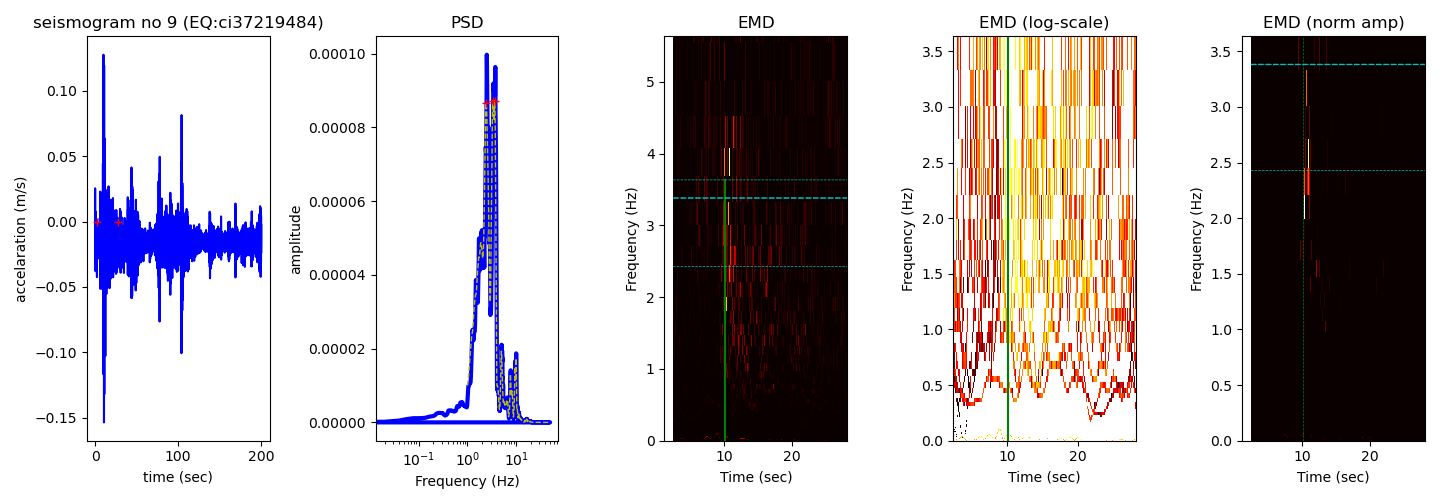 seismogram no 9 (EQ:ci37219484)
PSD
EMD
EMD (log-scale)
EMD (norm amp)
accelaration (m/s)
0.10
0.05
0.00
−0.05
−0.10
−0.15
0 100 200
time (sec)
amplitude
0.00010
0.00008
0.00006
0.00004
0.00002
0.00000
10⁻¹ 10⁰ 10¹
Frequency (Hz)
Frequency (Hz)
5
4
3
2
1
0
10 20
Time (sec)
Frequency (Hz)
3.5
3.0
2.5
2.0
1.5
1.0
0.5
0.0
10 20
Time (sec)
Frequency (Hz)
3.5
3.0
2.5
2.0
1.5
1.0
0.5
0.0
10 20
Time (sec)